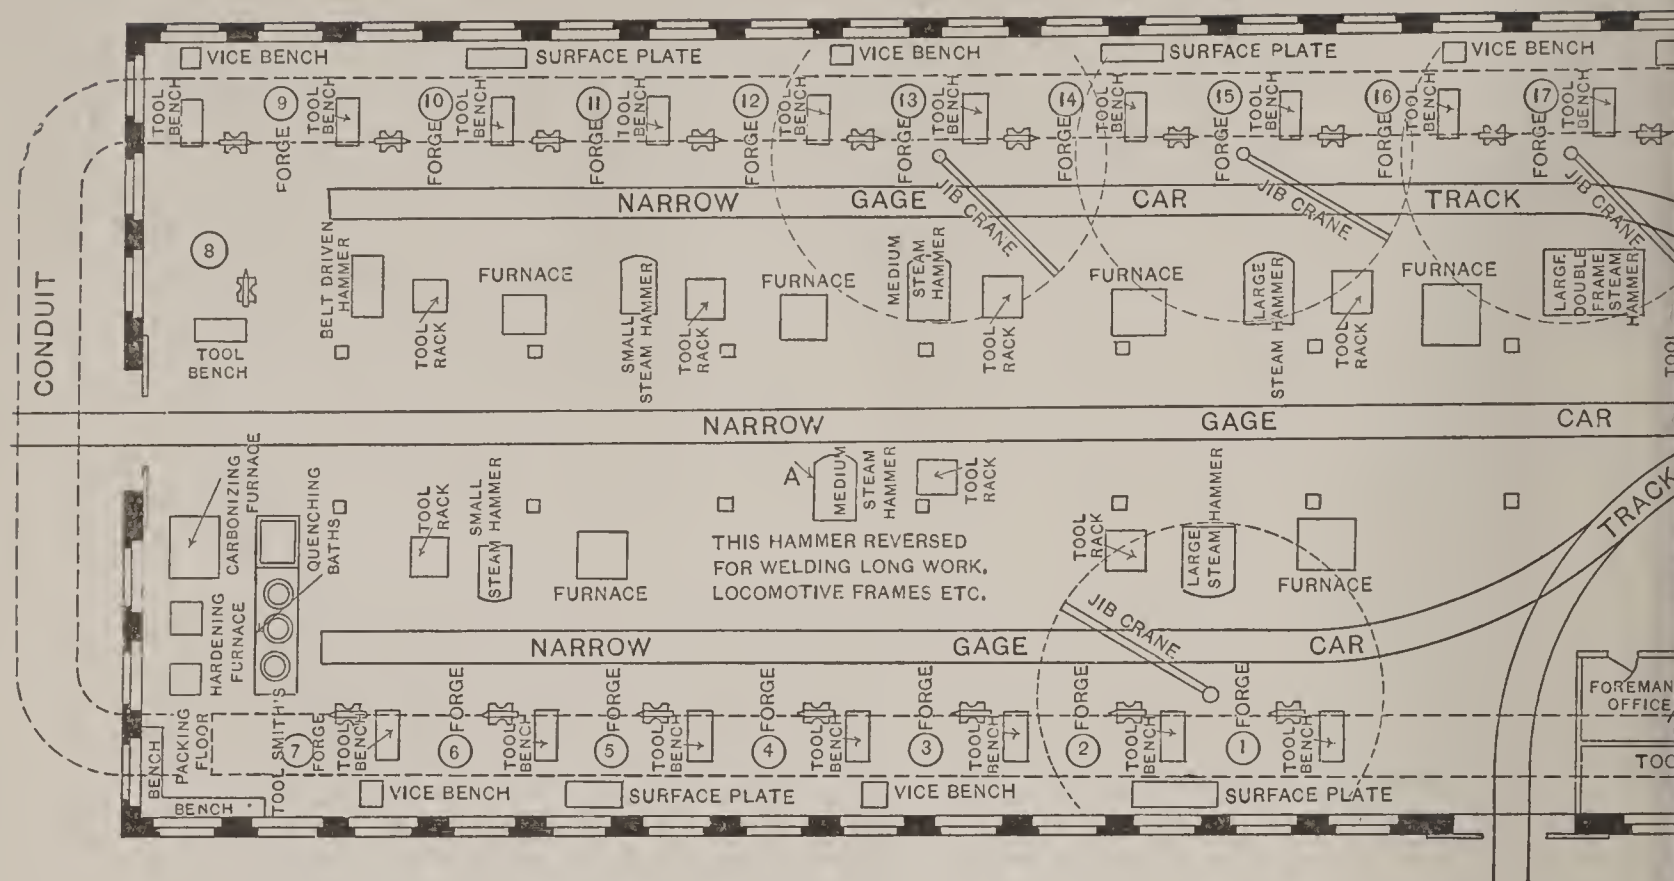 VICE BENCH
SURFACE PLATE
VICE BENCH
SURFACE PLATE
VICE BENCH
TOOL BENCH
9
FORGE
TOOL BENCH
10
FORGE
TOOL BENCH
11
FORGE
TOOL BENCH
12
FORGE
TOOL BENCH
13
FORGE
TOOL BENCH
14
FORGE
TOOL BENCH
15
FORGE
TOOL BENCH
16
FORGE
TOOL BENCH
17
FORGE
TOOL BENCH
JIB CRANE
JIB CRANE
JIB CRANE
NARROW GAGE CAR TRACK
CONDUIT
8
TOOL
BENCH
BELT DRIVEN
HAMMER
TOOL
RACK
FURNACE
SMALL
STEAM HAMMER
TOOL
RACK
FURNACE
MEDIUM
STEAM
HAMMER
TOOL
RACK
FURNACE
LARGE
STEAM HAMMER
TOOL
RACK
FURNACE
LARGE
DOUBLE
FRAME
STEAM
HAMMER
TOOL
NARROW GAGE CAR
TRACK
CARBONIZING
FURNACE
QUENCHING
BATHS
HARDENING
FURNACE
TOOL
RACK
SMALL
STEAM HAMMER
FURNACE
A
MEDIUM
STEAM
HAMMER
TOOL
RACK
THIS HAMMER REVERSED
FOR WELDING LONG WORK,
LOCOMOTIVE FRAMES ETC.
TOOL
RACK
LARGE
STEAM HAMMER
FURNACE
JIB CRANE
NARROW GAGE CAR
FOREMAN
OFFICE
TOO
BENCH
PACKING
FLOOR
BENCH
TOOL SMITH'S
7
FORGE
TOOL
BENCH
6
FORGE
TOOL
BENCH
5
FORGE
TOOL
BENCH
4
FORGE
TOOL
BENCH
3
FORGE
TOOL
BENCH
2
FORGE
TOOL
BENCH
1
FORGE
TOOL
BENCH
VICE BENCH
SURFACE PLATE
VICE BENCH
SURFACE PLATE